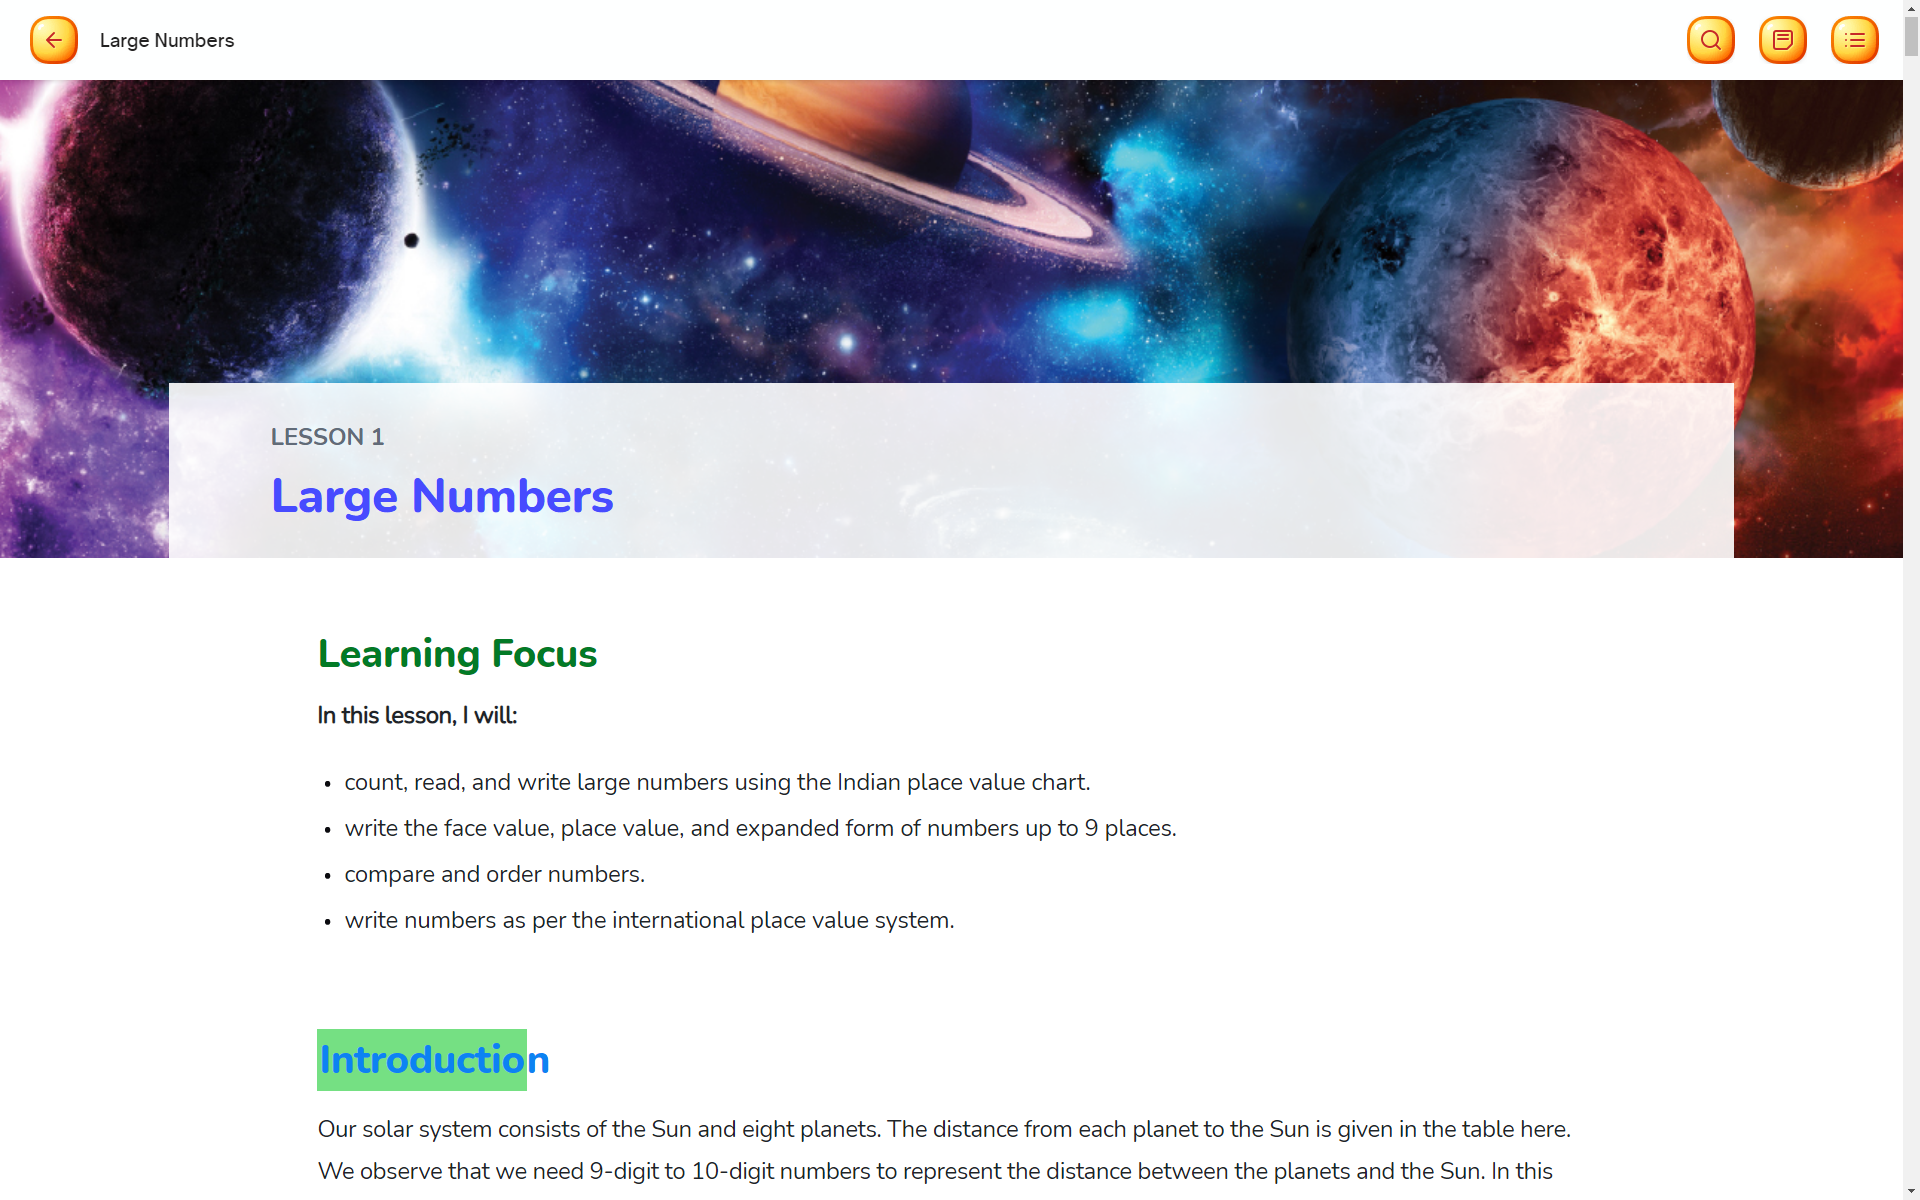 Large Numbers
LESSON 1
Large Numbers
Learning Focus
In this lesson, I will:
• count, read, and write large numbers using the Indian place value chart.
• write the face value, place value, and expanded form of numbers up to 9 places.
• compare and order numbers.
• write numbers as per the international place value system.
Introduction
Our solar system consists of the Sun and eight planets. The distance from each planet to the Sun is given in the table here.
We observe that we need 9-digit to 10-digit numbers to represent the distance between the planets and the Sun. In this